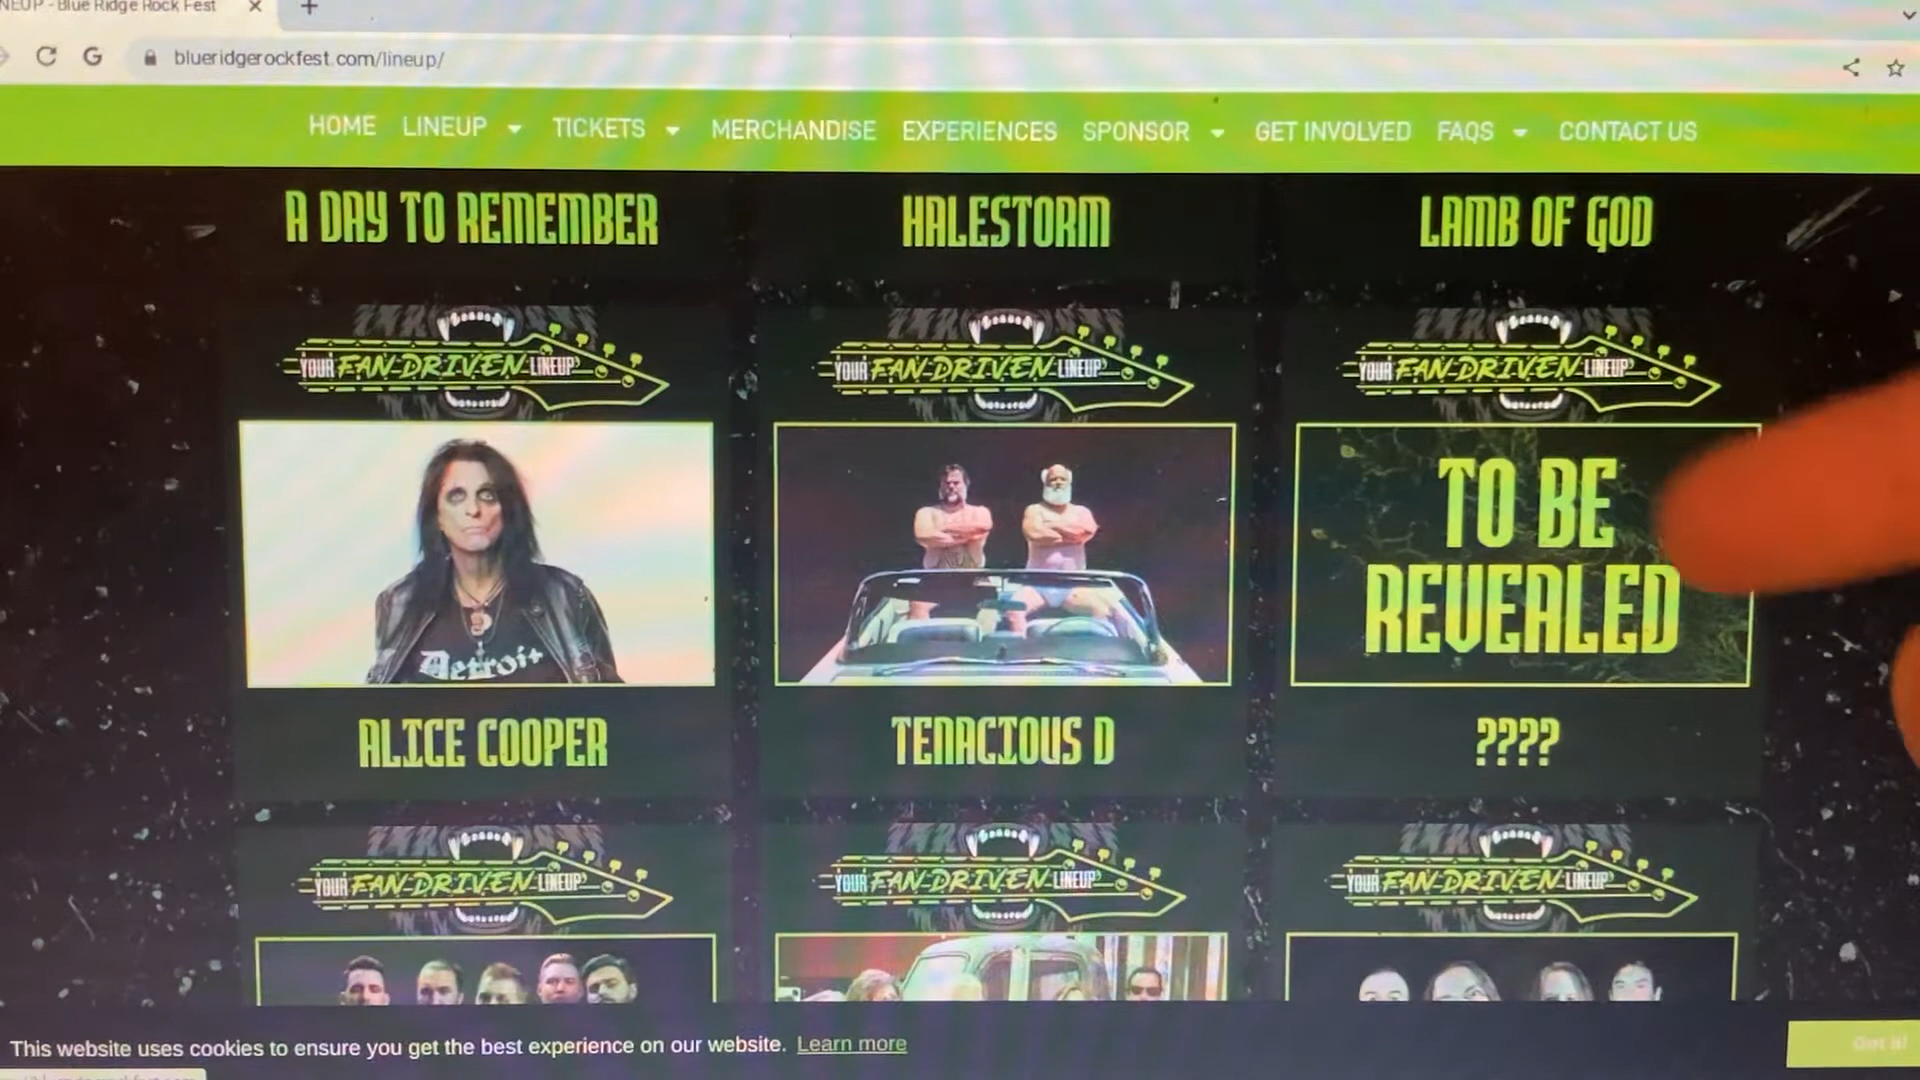 NEUP - Blue Ridge Rock Fest
blueridgerockfest.com/lineup/
HOME LINEUP TICKETS MERCHANDISE EXPERIENCES SPONSOR GET INVOLVED FAQS CONTACT US
A DAY TO REMEMBER
HALESTORM
LAMB OF GOD
YOUR FAN-DRIVEN LINEUP
YOUR FAN-DRIVEN LINEUP
YOUR FAN-DRIVEN LINEUP
Detroit
TO BE
REVEALED
ALICE COOPER
TENACIOUS D
????
YOUR FAN-DRIVEN LINEUP
YOUR FAN-DRIVEN LINEUP
YOUR FAN-DRIVEN LINEUP
This website uses cookies to ensure you get the best experience on our website. Learn more
Got it!